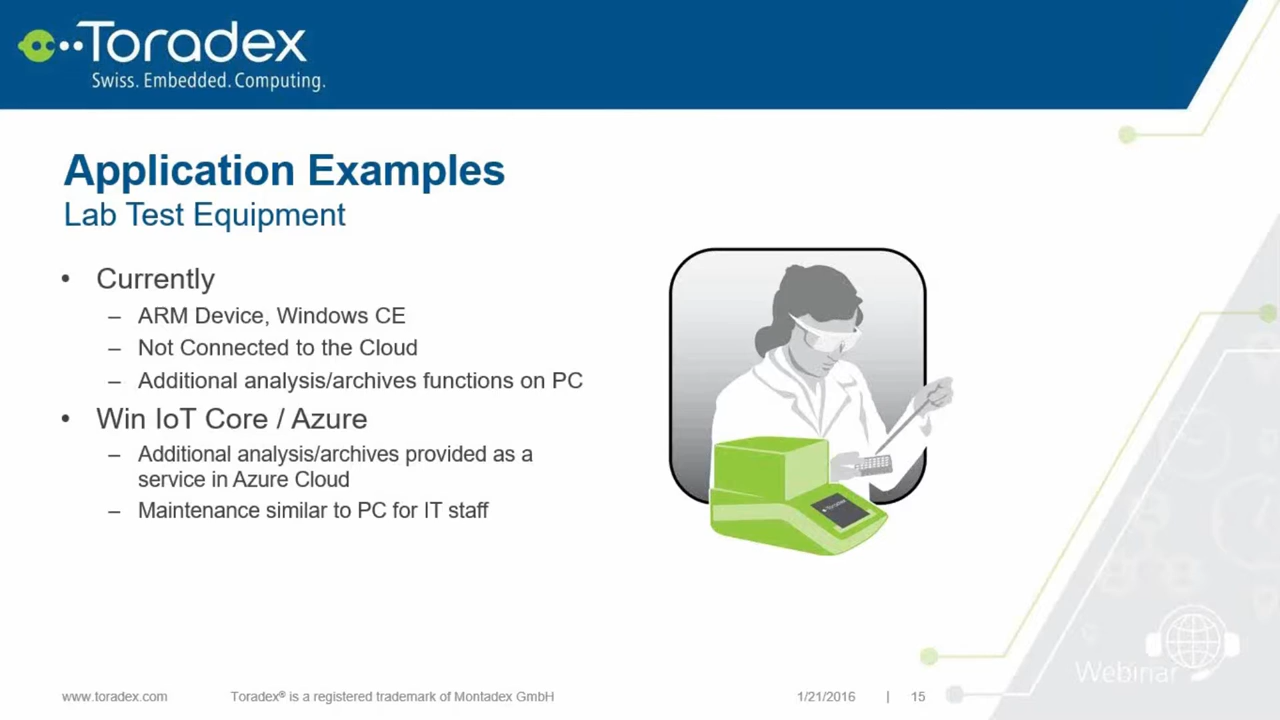 Toradex
Swiss. Embedded. Computing.
Application Examples
Lab Test Equipment
• Currently
– ARM Device, Windows CE
– Not Connected to the Cloud
– Additional analysis/archives functions on PC
• Win IoT Core / Azure
– Additional analysis/archives provided as a
service in Azure Cloud
– Maintenance similar to PC for IT staff
Toradex
Webinar
www.toradex.com
Toradex® is a registered trademark of Montadex GmbH
1/21/2016 | 15